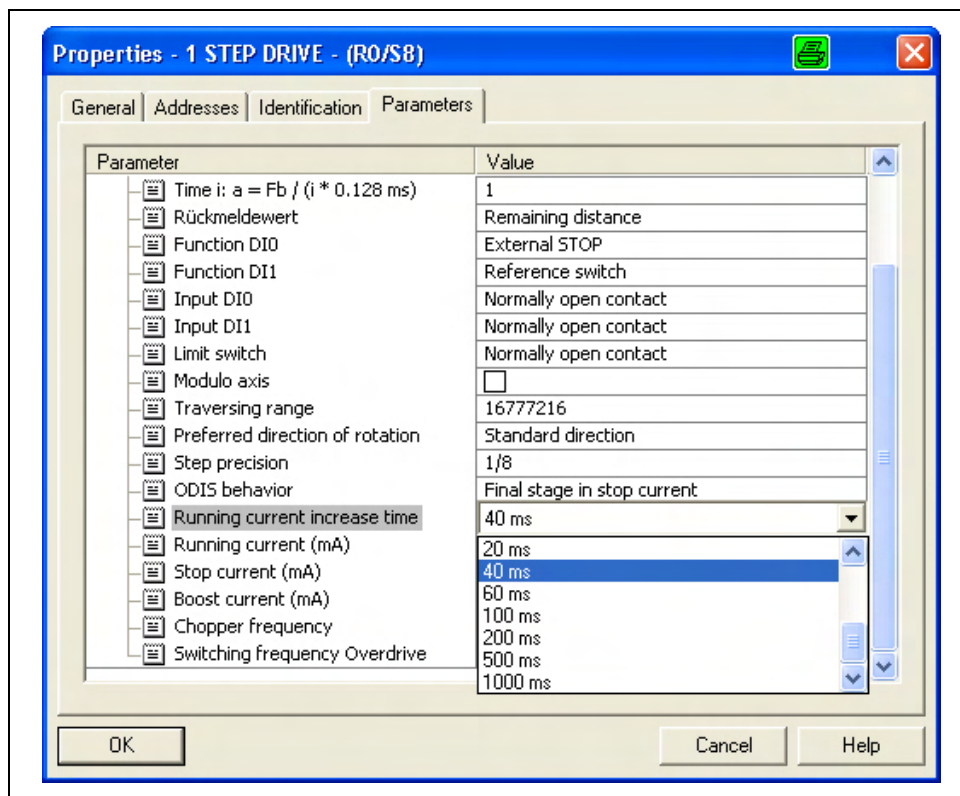 Properties - 1 STEP DRIVE - (R0/S8)
General Addresses Identification Parameters
Parameter Value
Time i: a = Fb / (i * 0.128 ms) 1
Rückmeldewert Remaining distance
Function DI0 External STOP
Function DI1 Reference switch
Input DI0 Normally open contact
Input DI1 Normally open contact
Limit switch Normally open contact
Modulo axis
Traversing range 16777216
Preferred direction of rotation Standard direction
Step precision 1/8
ODIS behavior Final stage in stop current
Running current increase time 40 ms
Running current (mA) 20 ms
Stop current (mA) 40 ms
Boost current (mA) 60 ms
Chopper frequency 100 ms
Switching frequency Overdrive 200 ms
500 ms
1000 ms
OK Cancel Help